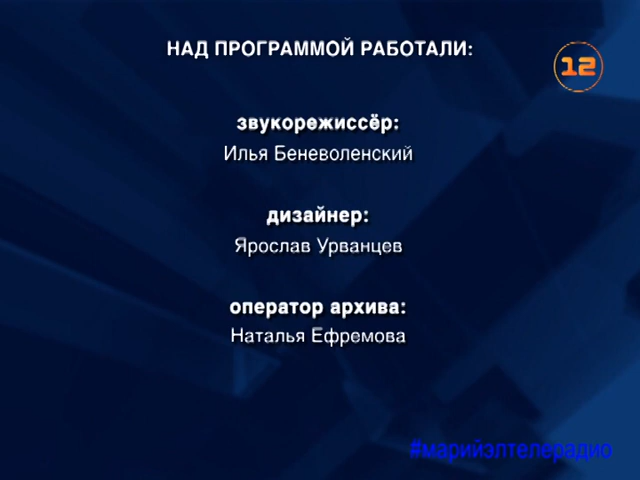 НАД ПРОГРАММОЙ РАБОТАЛИ:
12
звукорежиссёр:
Илья Беневоленский
дизайнер:
Ярослав Урванцев
оператор архива:
Наталья Ефремова
#марийэлтелерадио